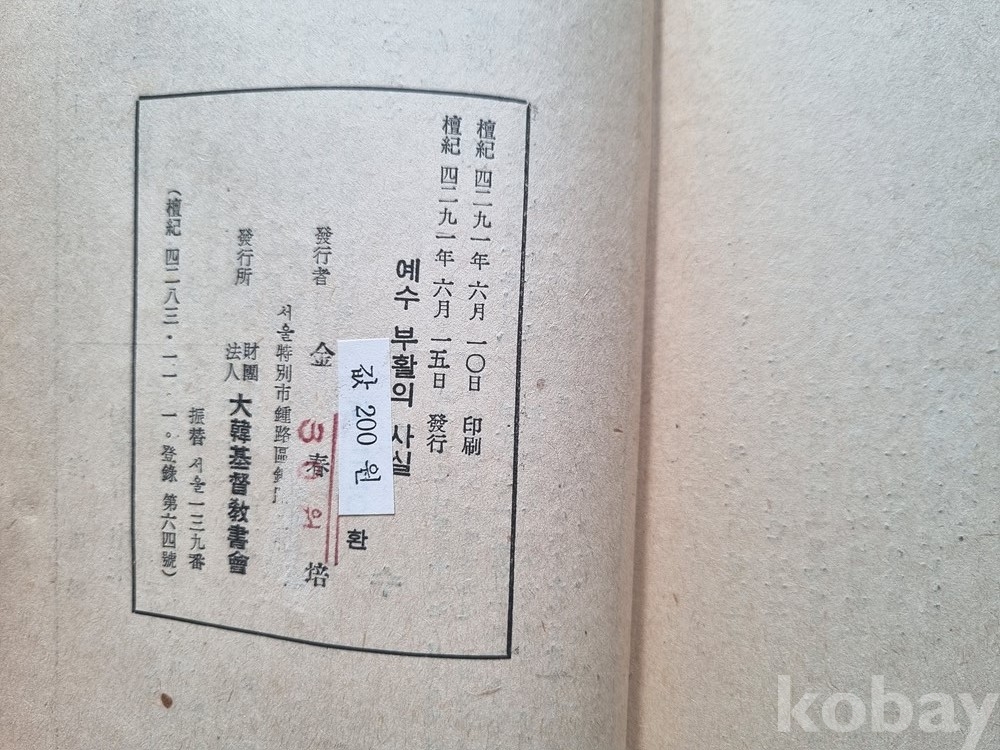 檀紀 四二九一年 六月 一〇日 印刷
檀紀 四二九一年 六月 一五日 發行
예수 부활의 사실
값 200 원
환
發行者 金 春 培
서울特別市 鍾路區
發行所 財團法人 大韓基督敎書會
振替 서울 一三九番
(檀紀 四二八三・一一 一。登錄 第六四號)
kobay